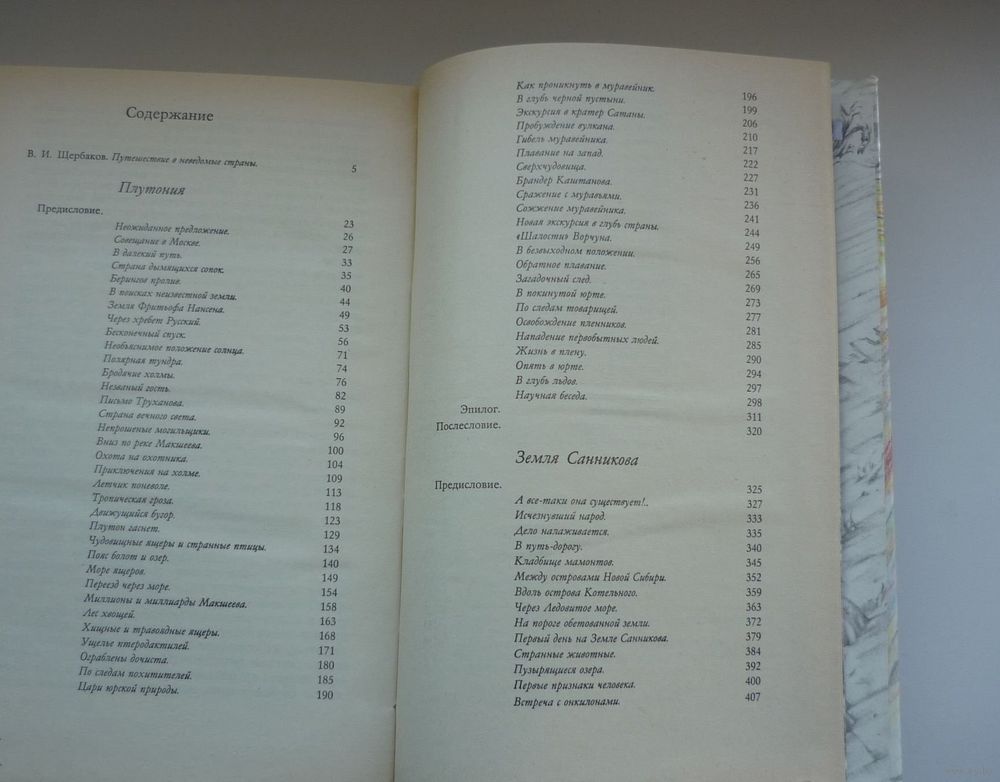 Содержание
В. И. Щербаков. Путешествие в неведомые страны. 5
Плутония
Предисловие. 23
Неожиданное предложение. 26
Совещание в Москве. 27
В далекий путь. 33
Страна дымящихся сопок. 35
Берингов пролив. 40
В поисках неизвестной земли. 44
Земля Фритьофа Нансена. 49
Через хребет Русский. 53
Бесконечный спуск. 56
Необъяснимое положение солнца. 71
Полярная тундра. 74
Бродячие холмы. 76
Незваный гость. 82
Письмо Труханова. 89
Страна вечного света. 92
Непрошеные могильщики. 96
Вниз по реке Макшеева. 100
Охота на охотника. 104
Приключения на холме. 109
Летчик поневоле. 113
Тропическая гроза. 118
Движущийся бугор. 123
Плутон гаснет. 129
Чудовищные ящеры и странные птицы. 134
Пояс болот и озер. 140
Море ящеров. 149
Переезд через море. 154
Миллионы и миллиарды Макшеева. 158
Лес хвощей. 163
Хищные и травоядные ящеры. 168
Ущелье птеродактилей. 171
Ограблены дочиста. 180
По следам похитителей. 185
Цари юрской природы. 190
Как проникнуть в муравейник. 196
В глубь черной пустыни. 199
Экскурсия в кратер Сатаны. 206
Пробуждение вулкана. 210
Гибель муравейника. 217
Плавание на запад. 222
Сверхчудовища. 227
Брандер Каштанова. 231
Сражение с муравьями. 236
Сожжение муравейника. 241
Новая экскурсия в глубь страны. 244
«Шалости» Ворчуна. 249
В безвыходном положении. 256
Обратное плавание. 265
Загадочный след. 269
В покинутой юрте. 273
По следам товарищей. 277
Освобождение пленников. 281
Нападение первобытных людей. 285
Жизнь в плену. 290
Опять в юрте. 294
В глубь льдов. 297
Научная беседа. 298
Эпилог. 311
Послесловие. 320
Земля Санникова
Предисловие. 325
А все-таки она существует!.. 327
Исчезнувший народ. 333
Дело налаживается. 335
В путь-дорогу. 340
Кладбище мамонтов. 345
Между островами Новой Сибири. 352
Вдоль острова Котельного. 359
Через Ледовитое море. 363
На пороге обетованной земли. 372
Первый день на Земле Санникова. 379
Странные животные. 384
Пузырящиеся озера. 392
Первые признаки человека. 400
Встреча с онкилонами. 407